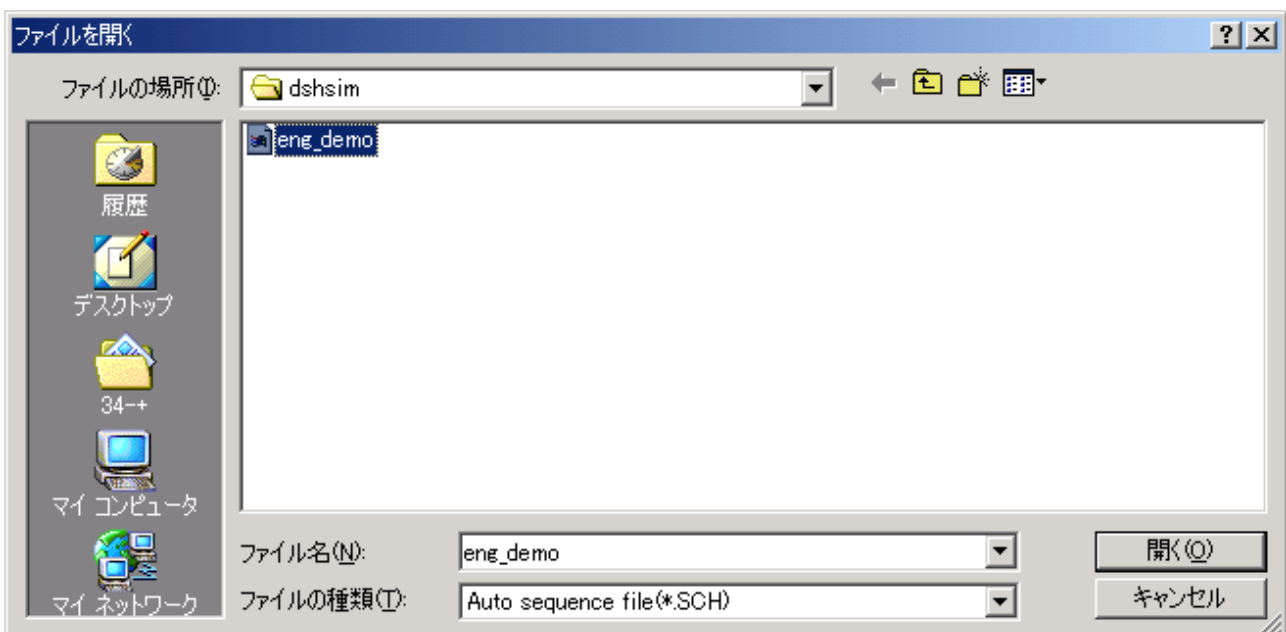 ファイルを開く
ファイルの場所(I):
dshsim
eng_demo
履歴
デスクトップ
34-+
マイ コンピュータ
マイ ネットワーク
ファイル名(N):
eng_demo
開く(O)
ファイルの種類(T):
Auto sequence file(*.SCH)
キャンセル